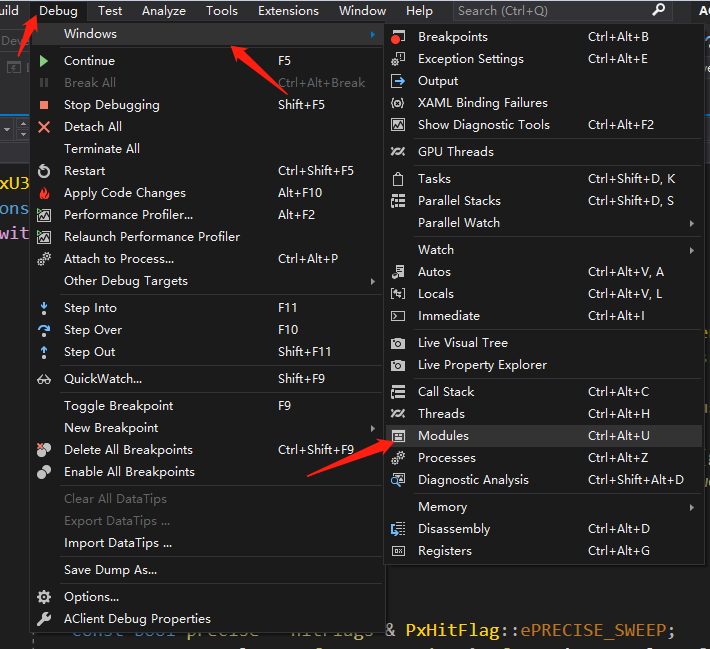 uild Debug Test Analyze Tools Extensions Window Help Search (Ctrl+Q)
Windows
Continue F5
Break All Ctrl+Alt+Break
Stop Debugging Shift+F5
Detach All
Terminate All
Restart Ctrl+Shift+F5
Apply Code Changes Alt+F10
Performance Profiler... Alt+F2
Relaunch Performance Profiler
Attach to Process... Ctrl+Alt+P
Other Debug Targets
Step Into F11
Step Over F10
Step Out Shift+F11
QuickWatch... Shift+F9
Toggle Breakpoint F9
New Breakpoint
Delete All Breakpoints Ctrl+Shift+F9
Enable All Breakpoints
Clear All DataTips
Export DataTips ...
Import DataTips ...
Save Dump As...
Options...
AClient Debug Properties
Breakpoints Ctrl+Alt+B
Exception Settings Ctrl+Alt+E
Output
XAML Binding Failures
Show Diagnostic Tools Ctrl+Alt+F2
GPU Threads
Tasks Ctrl+Shift+D, K
Parallel Stacks Ctrl+Shift+D, S
Parallel Watch
Watch
Autos Ctrl+Alt+V, A
Locals Ctrl+Alt+V, L
Immediate Ctrl+Alt+I
Live Visual Tree
Live Property Explorer
Call Stack Ctrl+Alt+C
Threads Ctrl+Alt+H
Modules Ctrl+Alt+U
Processes Ctrl+Alt+Z
Diagnostic Analysis Ctrl+Shift+Alt+D
Memory
Disassembly Ctrl+Alt+D
Registers Ctrl+Alt+G
xU3
ons
wit
const bool precise hitFlags & PxHitFlag::ePRECISE_SWEEP;